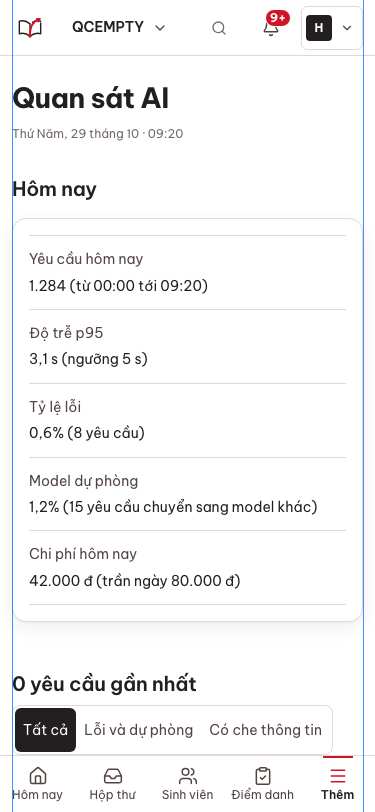 QCEMPTY
9+
H
Quan sát AI
Thứ Năm, 29 tháng 10 · 09:20
Hôm nay
Yêu cầu hôm nay
1.284 (từ 00:00 tới 09:20)
Độ trễ p95
3,1 s (ngưỡng 5 s)
Tỷ lệ lỗi
0,6% (8 yêu cầu)
Model dự phòng
1,2% (15 yêu cầu chuyển sang model khác)
Chi phí hôm nay
42.000 đ (trần ngày 80.000 đ)
0 yêu cầu gần nhất
Tất cả Lỗi và dự phòng Có che thông tin
Hôm nay Hộp thư Sinh viên Điểm danh Thêm